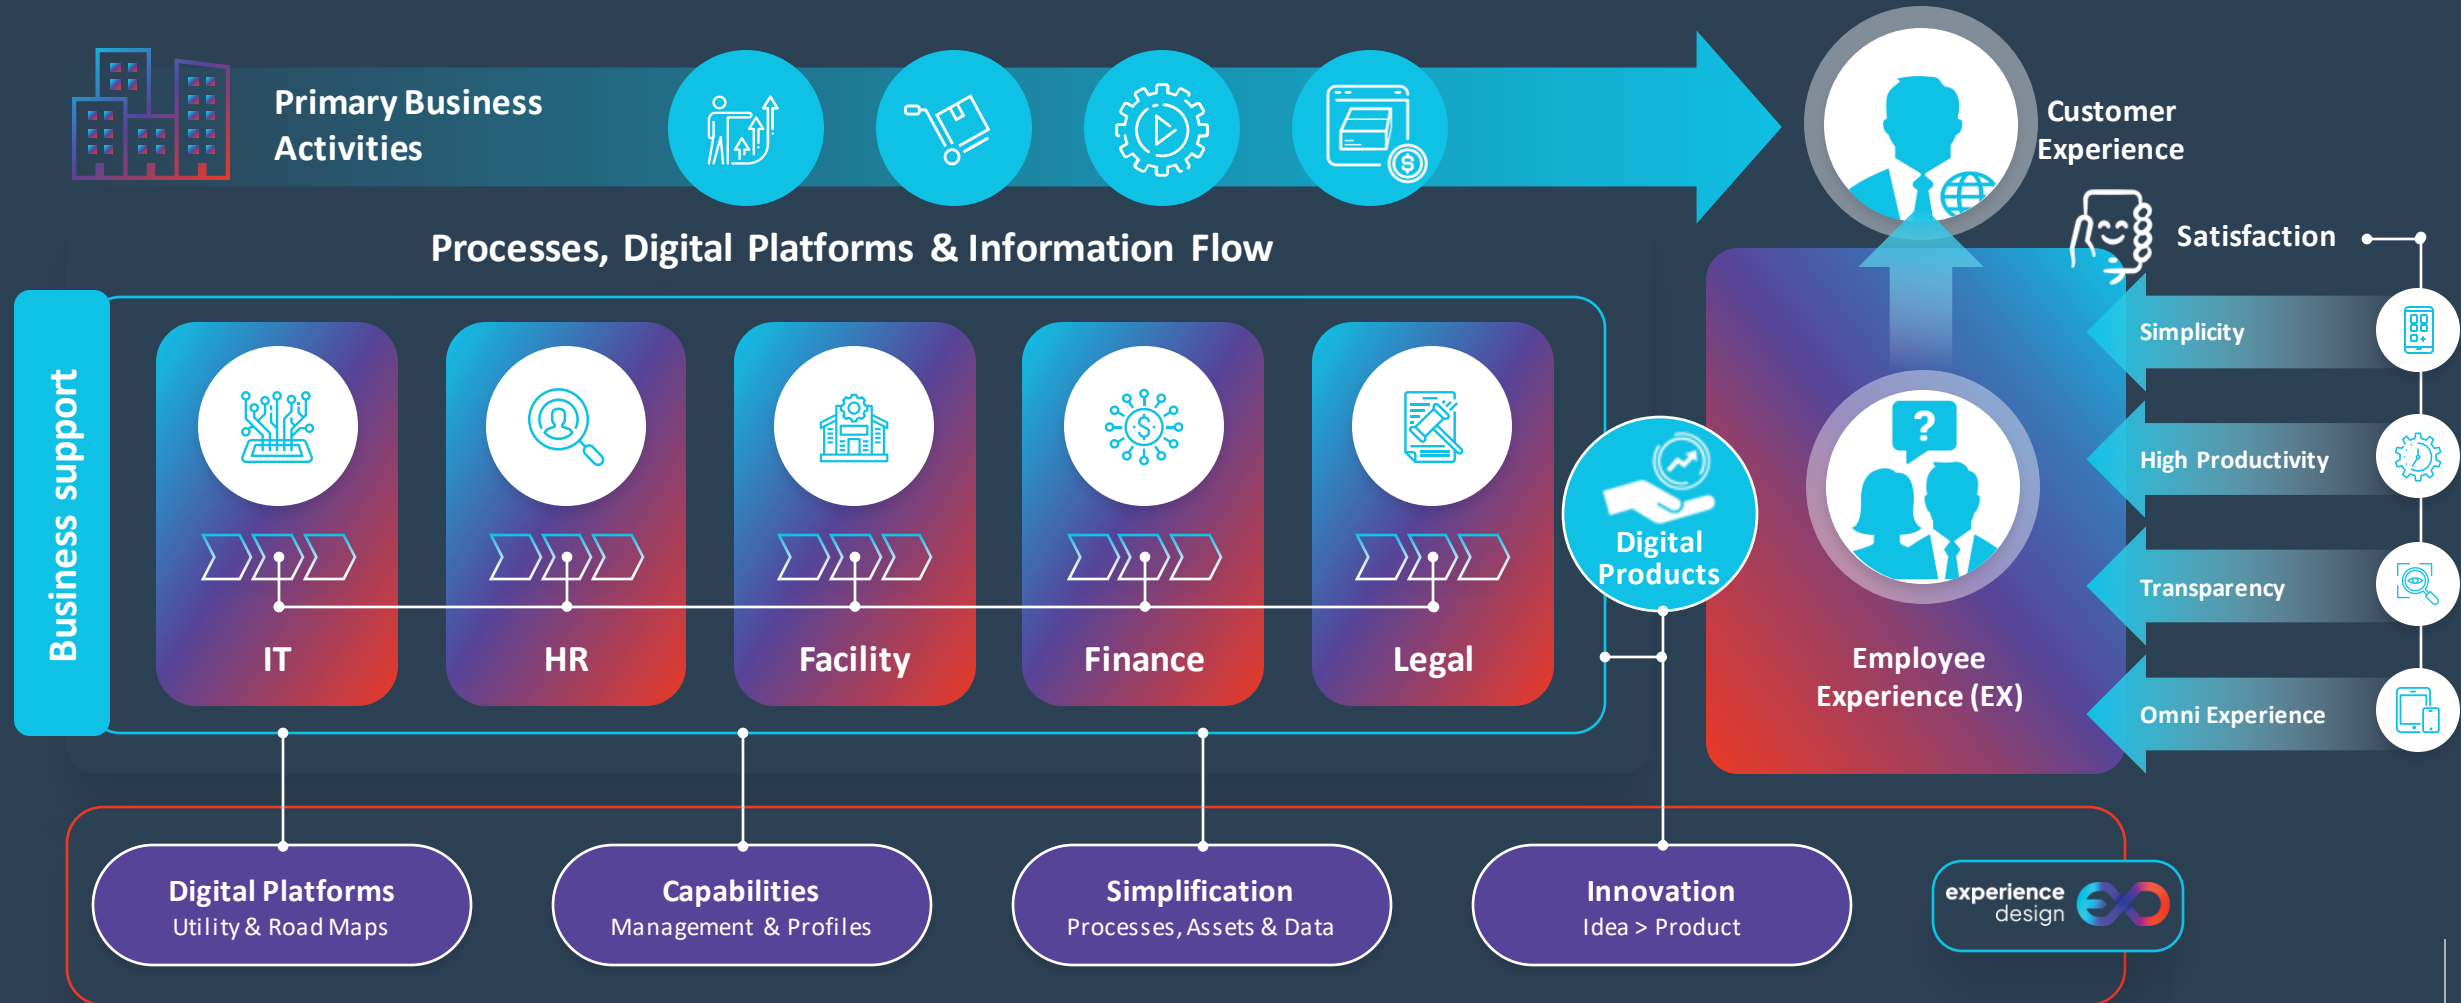 Primary Business
Activities
Customer
Experience
Processes, Digital Platforms & Information Flow
Satisfaction
Business support
IT
HR
Facility
Finance
Legal
$
$
Digital
Products
?
Employee
Experience (EX)
Simplicity
High Productivity
Transparency
Omni Experience
Digital Platforms
Utility & Road Maps
Capabilities
Management & Profiles
Simplification
Processes, Assets & Data
Innovation
Idea > Product
experience
design